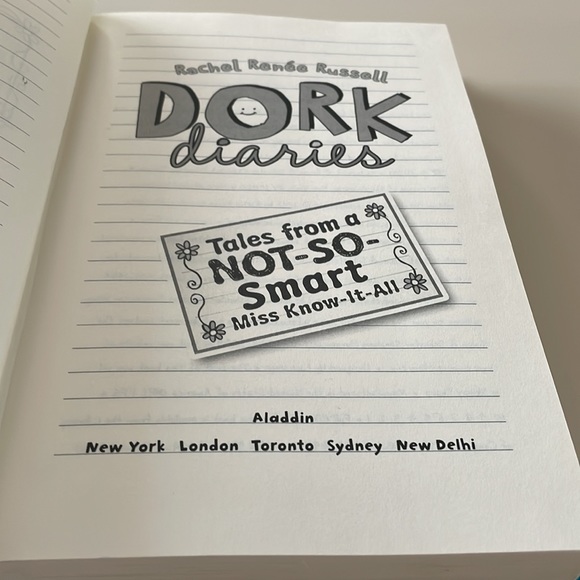 Rachel Renée Russell
DORK
diaries
Tales from a
NOT-SO-
Smart
Miss Know-It-All
Aladdin
New York London Toronto Sydney New Delhi